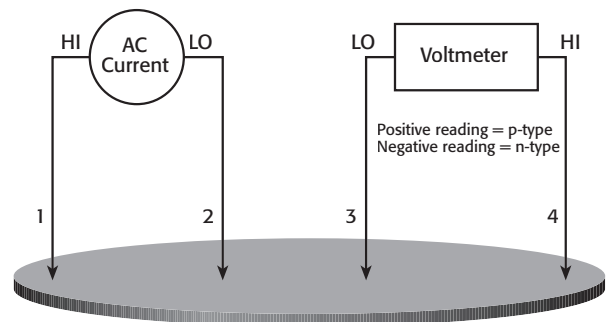 HI
AC
Current
LO
LO
Voltmeter
HI
Positive reading = p-type
Negative reading = n-type
1
2
3
4